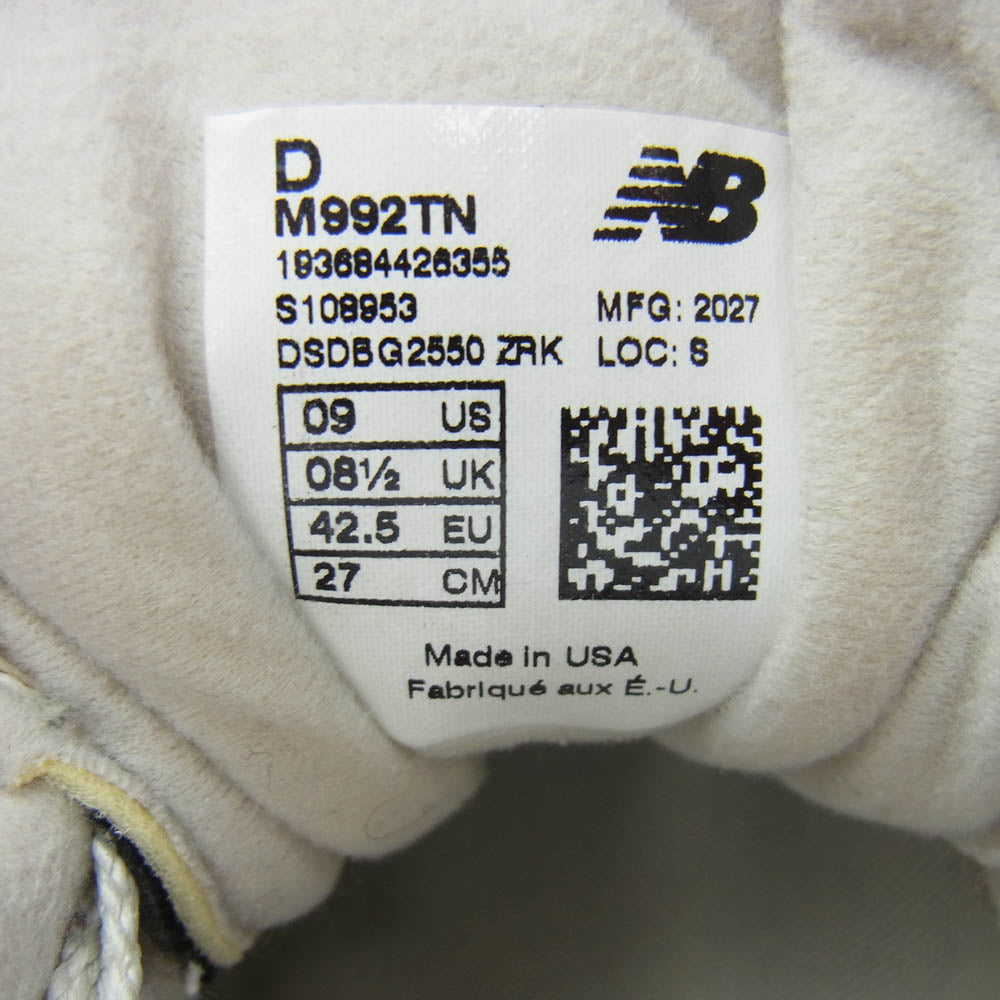 D
M992TN
NB
193684426355
S108953
MFG: 2027
DSDBG2550 ZRK
LOC: S
09 US
08½ UK
42.5 EU
27 CM
Made in USA
Fabriqué aux É.-U.